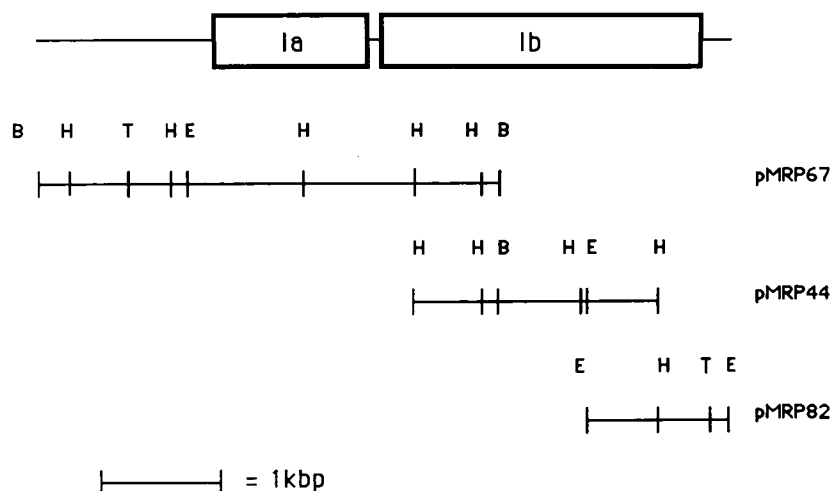 Ia Ib
B H T H E H H H B
pMRP67
H H B H E H
pMRP44
E H T E
pMRP82
= 1kbp